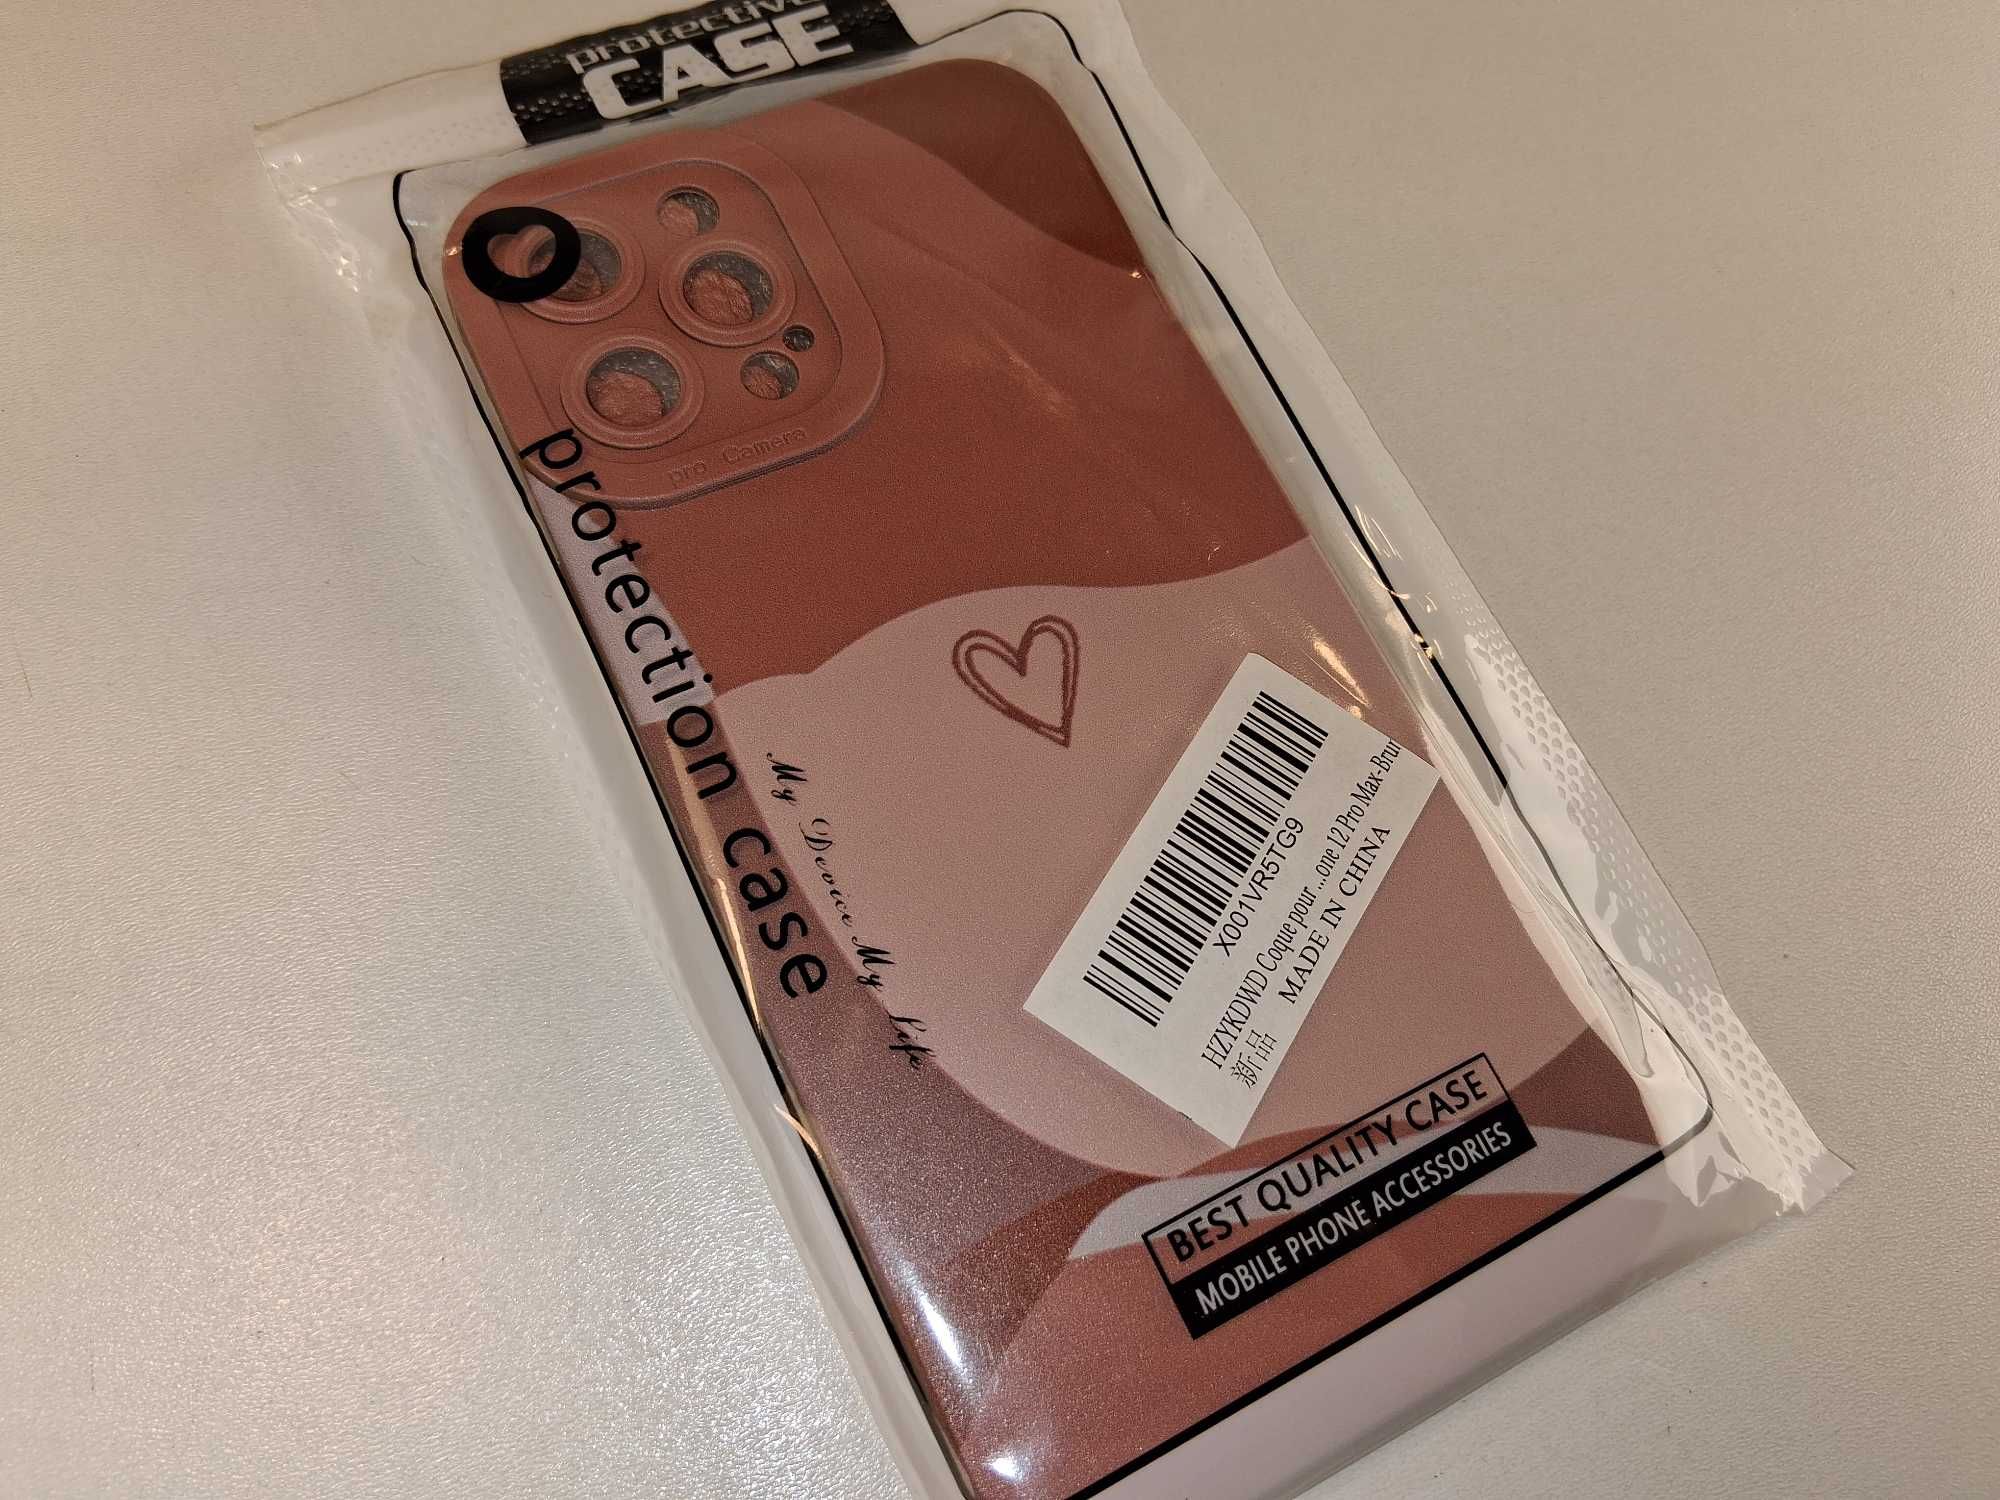 protective
CASE
pro Camera
protection case
My Device My Life
X001VR5TG9
HZYKDWD Coque pour ...one 12 Pro Max-Brun
新品 MADE IN CHINA
BEST QUALITY CASE
MOBILE PHONE ACCESSORIES